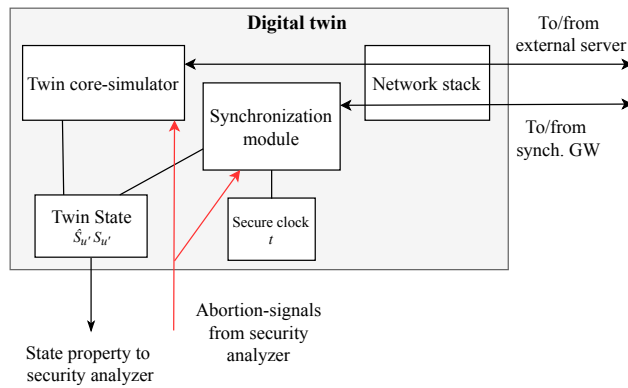 Digital twin
To/from
external server
Twin core-simulator
Network stack
Synchronization
module
To/from
synch. GW
Twin State
Ŝu' Su'
Secure clock
t
Abortion-signals
from security
analyzer
State property to
security analyzer